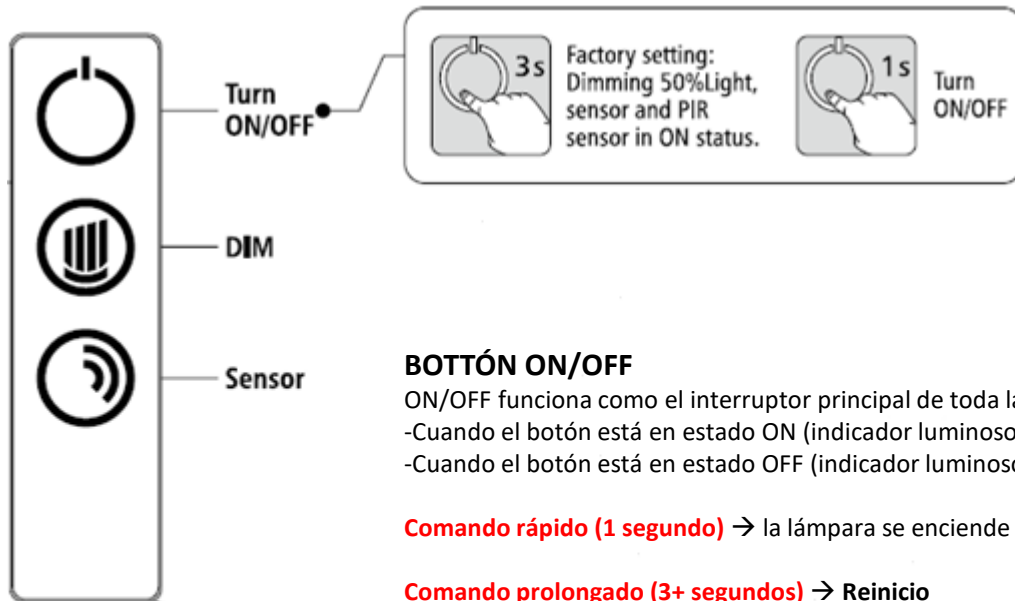 Turn
ON/OFF
DIM
Sensor
3s
Factory setting:
Dimming 50%Light,
sensor and PIR
sensor in ON status.
1s
Turn
ON/OFF
BOTTÓN ON/OFF
ON/OFF funciona como el interruptor principal de toda
-Cuando el botón está en estado ON (indicador luminoso
-Cuando el botón está en estado OFF (indicador luminoso
Comando rápido (1 segundo) → la lámpara se enciende
Comando prolongado (3+ segundos) → Reinicio